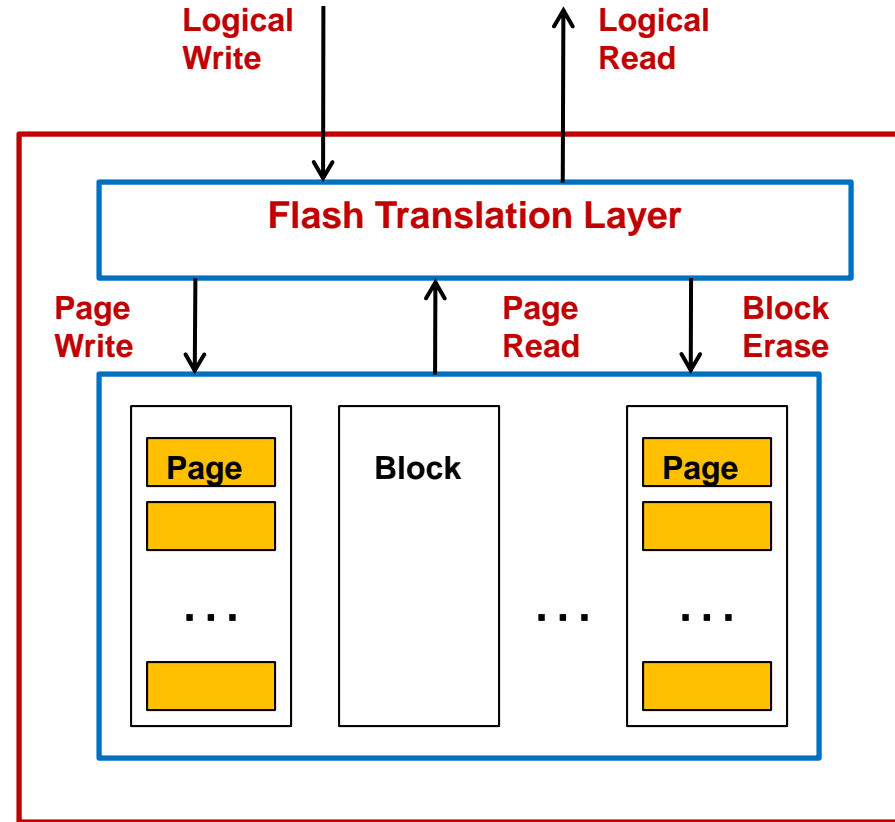 Logical
Write
Logical
Read
Flash Translation Layer
Page
Write
Page
Read
Block
Erase
Page
Block
Page
. . .
. . .
. . .